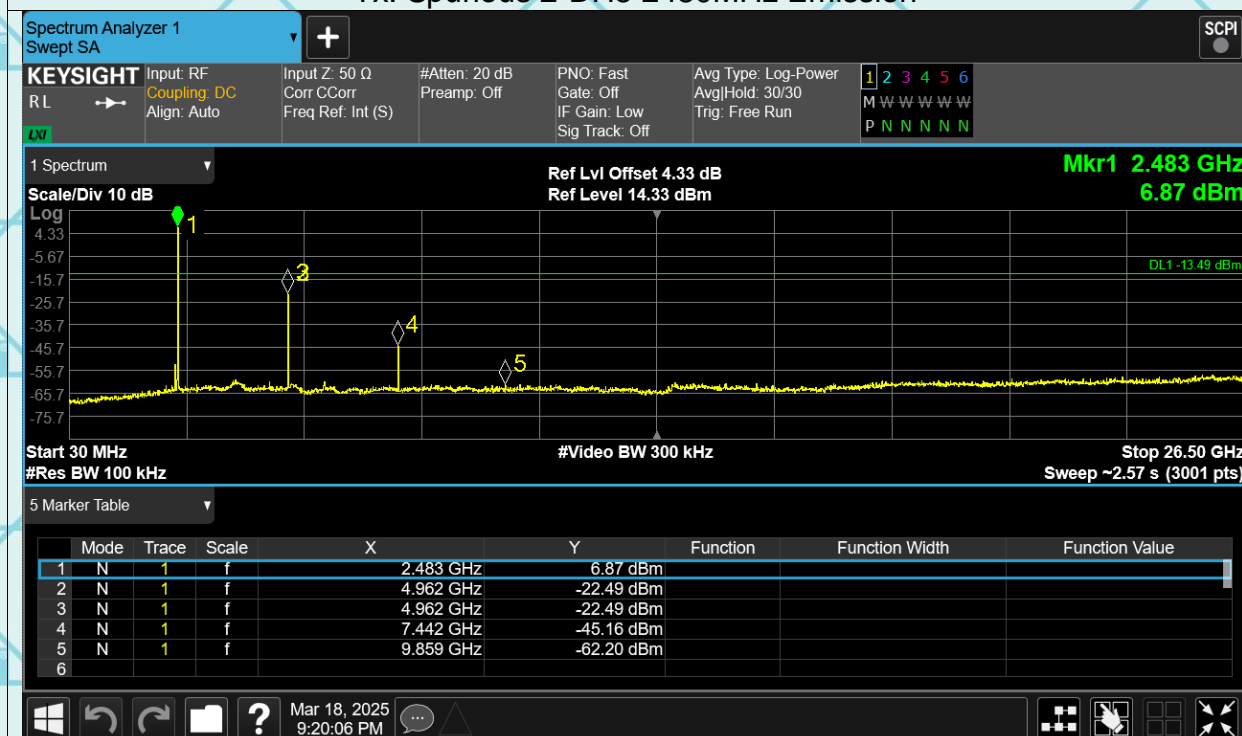 Tx. Spurious 2-DH5 2480MHz Emission
Spectrum Analyzer 1
Swept SA
+
SCPI
KEYSIGHT
RL
LXI
Input: RF
Coupling: DC
Align: Auto
Input Z: 50 Ω
Corr CCorr
Freq Ref: Int (S)
#Atten: 20 dB
Preamp: Off
PNO: Fast
Gate: Off
IF Gain: Low
Sig Track: Off
Avg Type: Log-Power
Avg|Hold: 30/30
Trig: Free Run
1 2 3 4 5 6
M W W W W W
P N N N N N
1 Spectrum
Scale/Div 10 dB
Ref Lvl Offset 4.33 dB
Ref Level 14.33 dBm
Mkr1 2.483 GHz
6.87 dBm
Log
4.33
-5.67
-15.7
-25.7
-35.7
-45.7
-55.7
-65.7
-75.7
1
3
4
5
DL1 -13.49 dBm
Start 30 MHz
#Res BW 100 kHz
#Video BW 300 kHz
Stop 26.50 GHz
Sweep ~2.57 s (3001 pts)
5 Marker Table
Mode Trace Scale X Y Function Function Width Function Value
1 N 1 f 2.483 GHz 6.87 dBm
2 N 1 f 4.962 GHz -22.49 dBm
3 N 1 f 4.962 GHz -22.49 dBm
4 N 1 f 7.442 GHz -45.16 dBm
5 N 1 f 9.859 GHz -62.20 dBm
6
?
Mar 18, 2025
9:20:06 PM